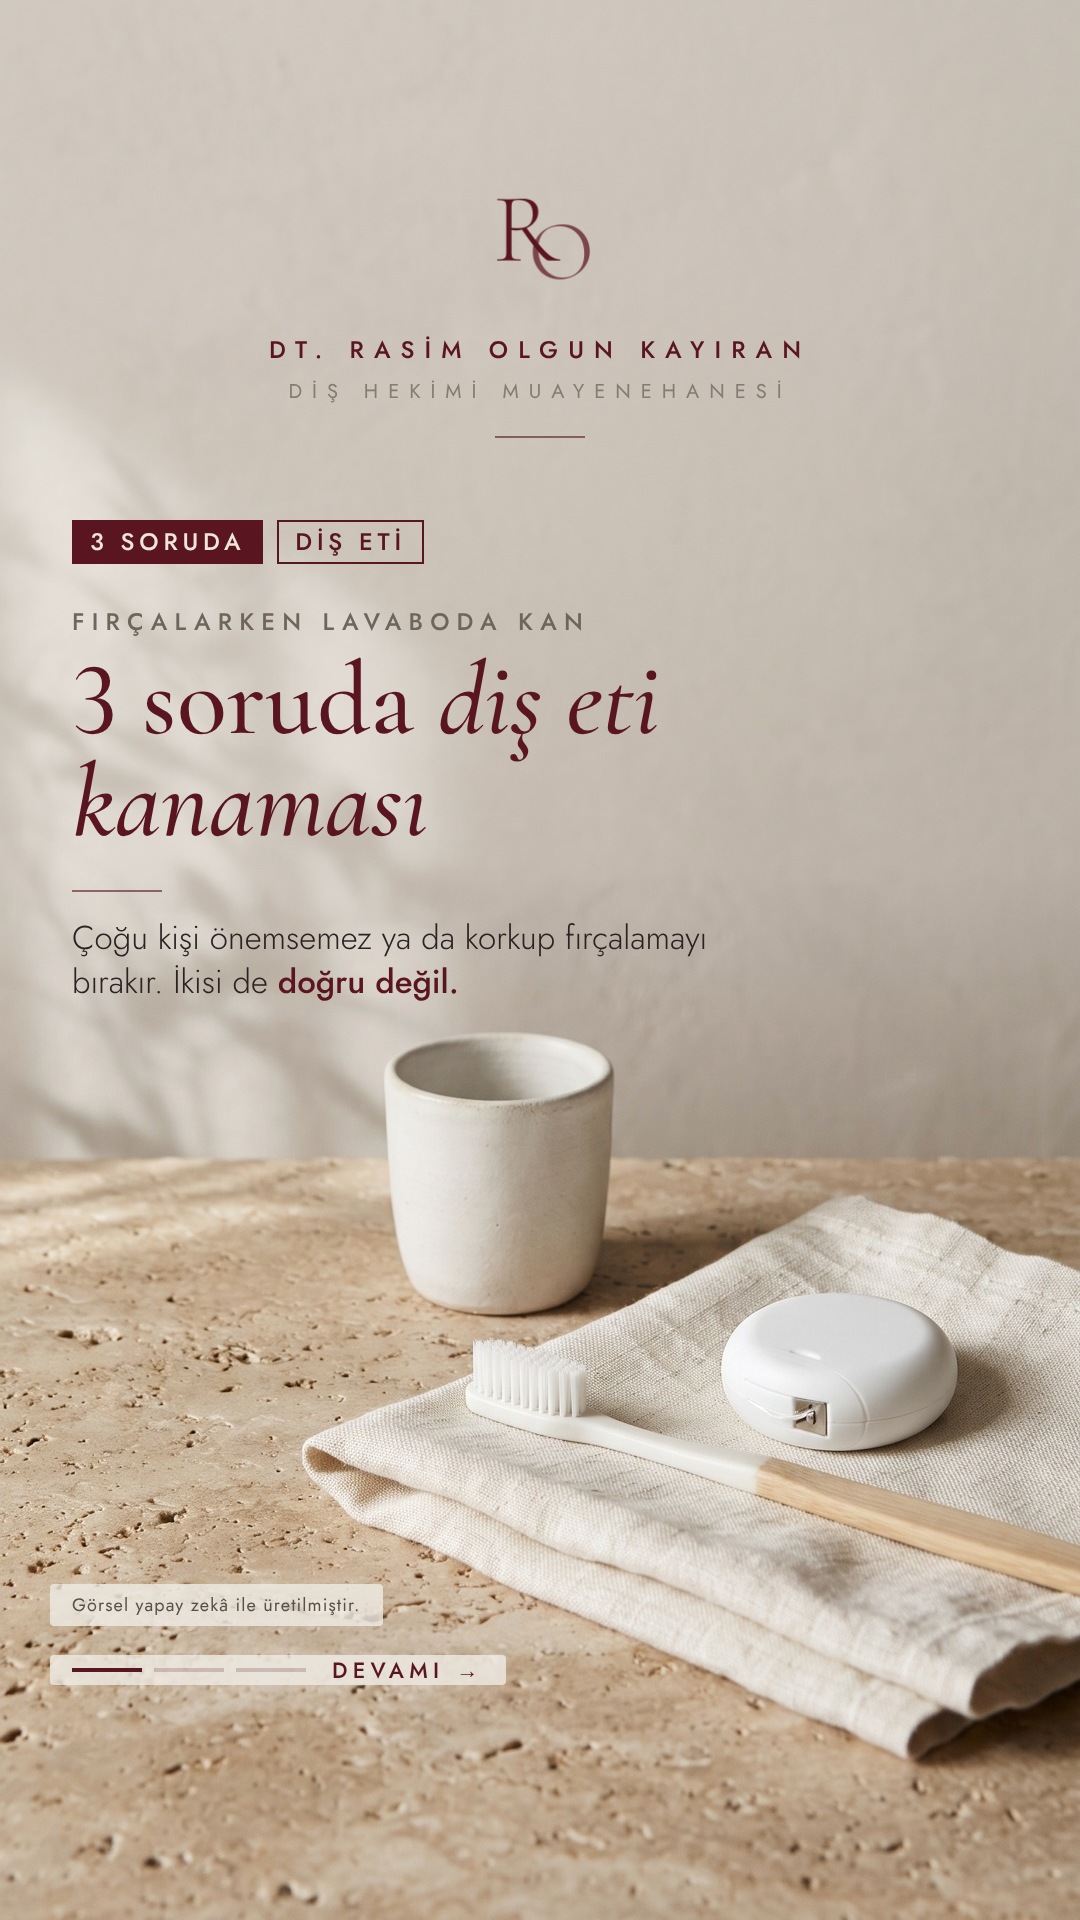 RO
DT. RASİM OLGUN KAYIRAN
DİŞ HEKİMİ MUAYENEHANESİ
3 SORUDA DİŞ ETİ
FIRÇALARKEN LAVABODA KAN
3 soruda diş eti
kanaması
Çoğu kişi önemsemez ya da korkup fırçalamayı
bırakır. İkisi de doğru değil.
Görsel yapay zekâ ile üretilmiştir.
DEVAMI →